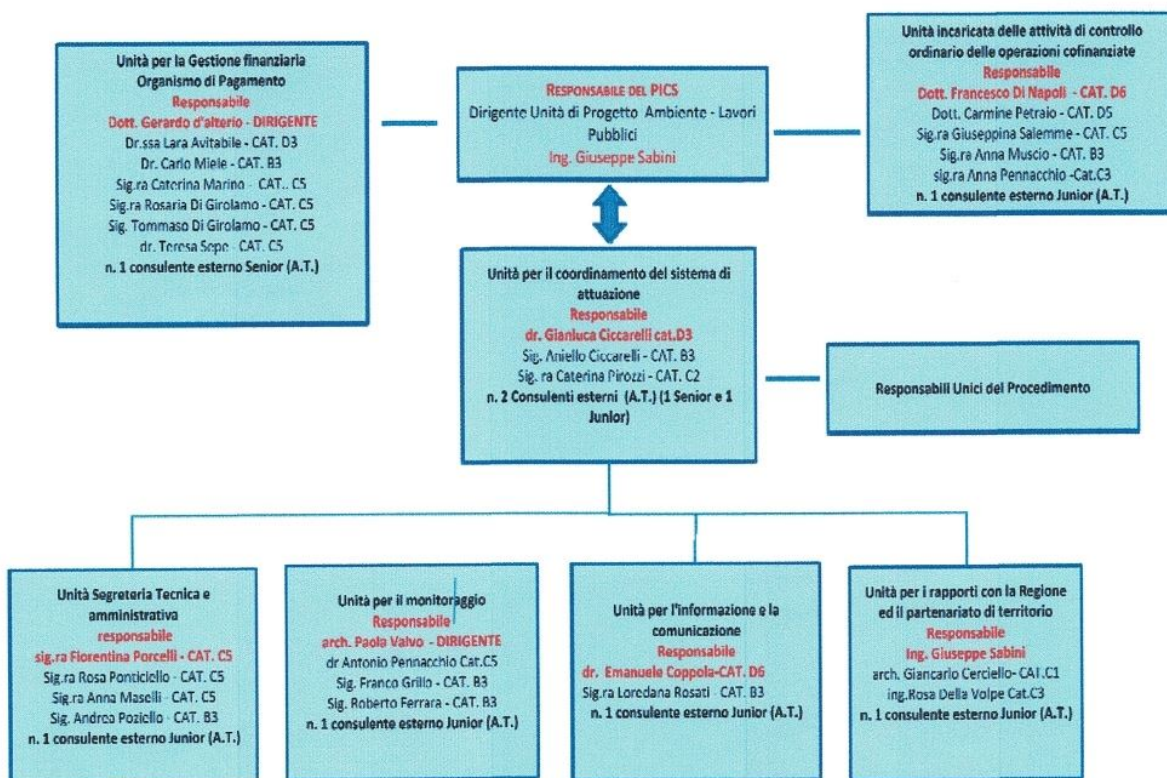 Unità per la Gestione finanziaria
Organismo di Pagamento
Responsabile
Dott. Gerardo d'alterio - DIRIGENTE
Dr.ssa Lara Avitabile - CAT. D3
Dr. Carlo Miele - CAT. B3
Sig.ra Caterina Marino - CAT.. C5
Sig.ra Rosaria Di Girolamo - CAT. C5
Sig. Tommaso Di Girolamo - CAT. C5
dr. Teresa Sepe - CAT. C5
n. 1 consulente esterno Senior (A.T.)
RESPONSABILE DEL PICS
Dirigente Unità di Progetto Ambiente - Lavori
Pubblici
Ing. Giuseppe Sabini
Unità incaricata delle attività di controllo
ordinario delle operazioni cofinanziate
Responsabile
Dott. Francesco Di Napoli - CAT. D6
Dott. Carmine Petraio - CAT. D5
Sig.ra Giuseppina Salemme - CAT. C5
Sig.ra Anna Muscio - CAT. B3
sig.ra Anna Pennacchio -Cat.C3
n. 1 consulente esterno Junior (A.T.)
Unità per il coordinamento del sistema di
attuazione
Responsabile
dr. Gianluca Ciccarelli cat.D3
Sig. Aniello Ciccarelli - CAT. B3
Sig. ra Caterina Pirozzi - CAT. C2
n. 2 Consulenti esterni (A.T.) (1 Senior e 1
Junior)
Responsabili Unici del Procedimento
Unità Segreteria Tecnica e
amministrativa
responsabile
sig.ra Fiorentina Porcelli - CAT. C5
Sig.ra Rosa Ponticiello - CAT. C5
Sig.ra Anna Maselli - CAT. C5
Sig. Andrea Poziello - CAT. B3
n. 1 consulente esterno Junior (A.T.)
Unità per il monitoraggio
Responsabile
arch. Paola Valvo - DIRIGENTE
dr Antonio Pennacchio Cat.C5
Sig. Franco Grillo - CAT. B3
Sig. Roberto Ferrara - CAT. B3
n. 1 consulente esterno Junior (A.T.)
Unità per l'informazione e la
comunicazione
Responsabile
dr. Emanuele Coppola-CAT. D6
Sig.ra Loredana Rosati - CAT. B3
n. 1 consulente esterno Junior (A.T.)
Unità per i rapporti con la Regione
ed il partenariato di territorio
Responsabile
Ing. Giuseppe Sabini
arch. Giancarlo Cerciello- CAT.C1
ing.Rosa Della Volpe Cat.C3
n. 1 consulente esterno Junior (A.T.)